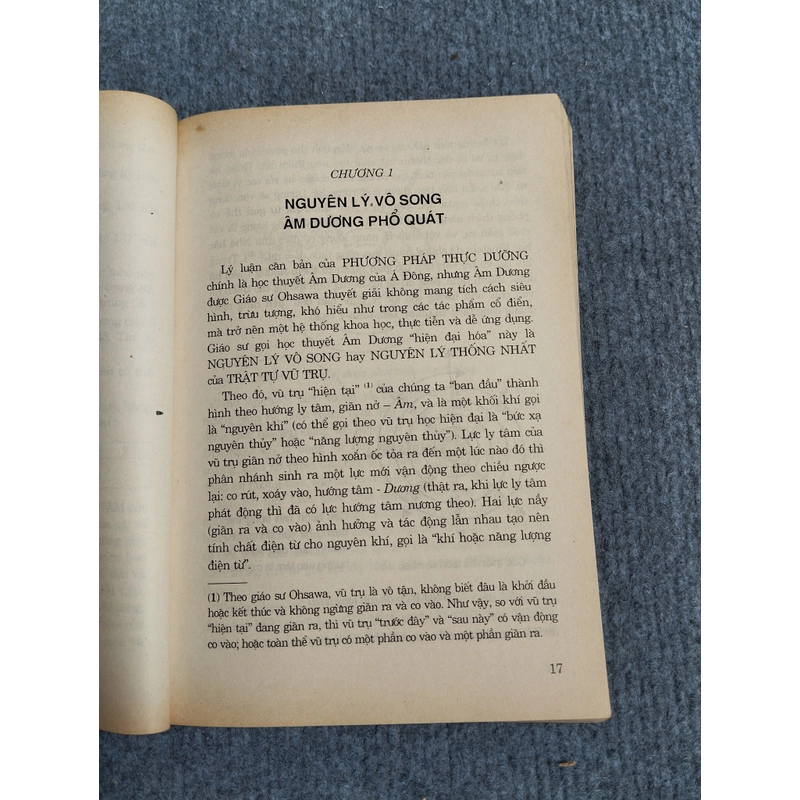 CHƯƠNG 1
NGUYÊN LÝ VÔ SONG
ÂM DƯƠNG PHỔ QUÁT
Lý luận căn bản của PHƯƠNG PHÁP THỰC DƯỠNG
chính là học thuyết Âm Dương của Á Đông, nhưng Âm Dương
được Giáo sư Ohsawa thuyết giải không mang tích cách siêu
hình, trừu tượng, khó hiểu như trong các tác phẩm cổ điển,
mà trở nên một hệ thống khoa học, thực tiễn và dễ ứng dụng.
Giáo sư gọi học thuyết Âm Dương “hiện đại hóa” này là
NGUYÊN LÝ VÔ SONG hay NGUYÊN LÝ THỐNG NHẤT
của TRẬT TỰ VŨ TRỤ.
Theo đó, vũ trụ “hiện tại” (1) của chúng ta “ban đầu” thành
hình theo hướng ly tâm, giãn nở – Âm, và là một khối khí gọi
là “nguyên khí” (có thể gọi theo vũ trụ học hiện đại là “bức xạ
nguyên thủy” hoặc “năng lượng nguyên thủy”). Lực ly tâm của
vũ trụ giãn nở theo hình xoắn ốc tỏa ra đến một lúc nào đó thì
phân nhánh sinh ra một lực mới vận động theo chiều ngược
lại: co rút, xoáy vào, hướng tâm - Dương (thật ra, khi lực ly tâm
phát động thì đã có lực hướng tâm nương theo). Hai lực nầy
(giãn ra và co vào) ảnh hưởng và tác động lẫn nhau tạo nên
tính chất điện từ cho nguyên khí, gọi là “khí hoặc năng lượng
điện từ”.
(1) Theo giáo sư Ohsawa, vũ trụ là vô tận, không biết đâu là khởi đầu
hoặc kết thúc và không ngừng giãn ra và co vào. Như vậy, so với vũ trụ
“hiện tại” đang giãn ra, thì vũ trụ “trước đây” và “sau này” có vận động
co vào; hoặc toàn thể vũ trụ có một phần co vào và một phần giãn ra.
17